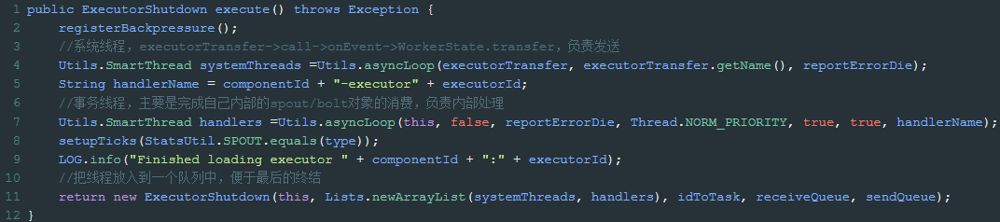 1 public ExecutorShutdown execute() throws Exception {
2 registerBackpressure();
3 //系统线程，executorTransfer->call->onEvent->WorkerState.transfer，负责发送
4 Utils.SmartThread systemThreads =Utils.asyncLoop(executorTransfer, executorTransfer.getName(), reportErrorDie);
5 String handlerName = componentId + "-executor" + executorId;
6 //事务线程，主要是完成自己内部的spout/bolt对象的消费，负责内部处理
7 Utils.SmartThread handlers =Utils.asyncLoop(this, false, reportErrorDie, Thread.NORM_PRIORITY, true, true, handlerName);
8 setupTicks(StatsUtil.SPOUT.equals(type));
9 LOG.info("Finished loading executor " + componentId + ":" + executorId);
10 //把线程放入到一个队列中，便于最后的终结
11 return new ExecutorShutdown(this, Lists.newArrayList(systemThreads, handlers), idToTask, receiveQueue, sendQueue);
12 }